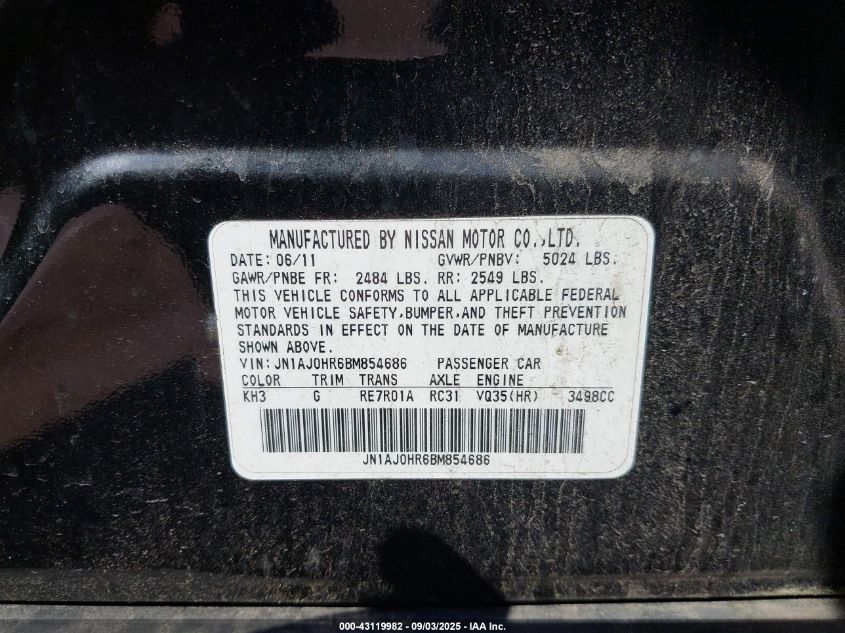 MANUFACTURED BY NISSAN MOTOR CO.,LTD.
DATE: 06/11 GVWR/PNBV: 5024 LBS.
GAWR/PNBE FR: 2484 LBS. RR: 2549 LBS.
THIS VEHICLE CONFORMS TO ALL APPLICABLE FEDERAL
MOTOR VEHICLE SAFETY,BUMPER,AND THEFT PREVENTION
STANDARDS IN EFFECT ON THE DATE OF MANUFACTURE
SHOWN ABOVE.
VIN: JN1AJ0HR6BM854686 PASSENGER CAR
COLOR TRIM TRANS AXLE ENGINE
KH3 G RE7R01A RC31 VQ35(HR) 3498CC
JN1AJ0HR6BM854686
000-43119982 - 09/03/2025 - IAA Inc.